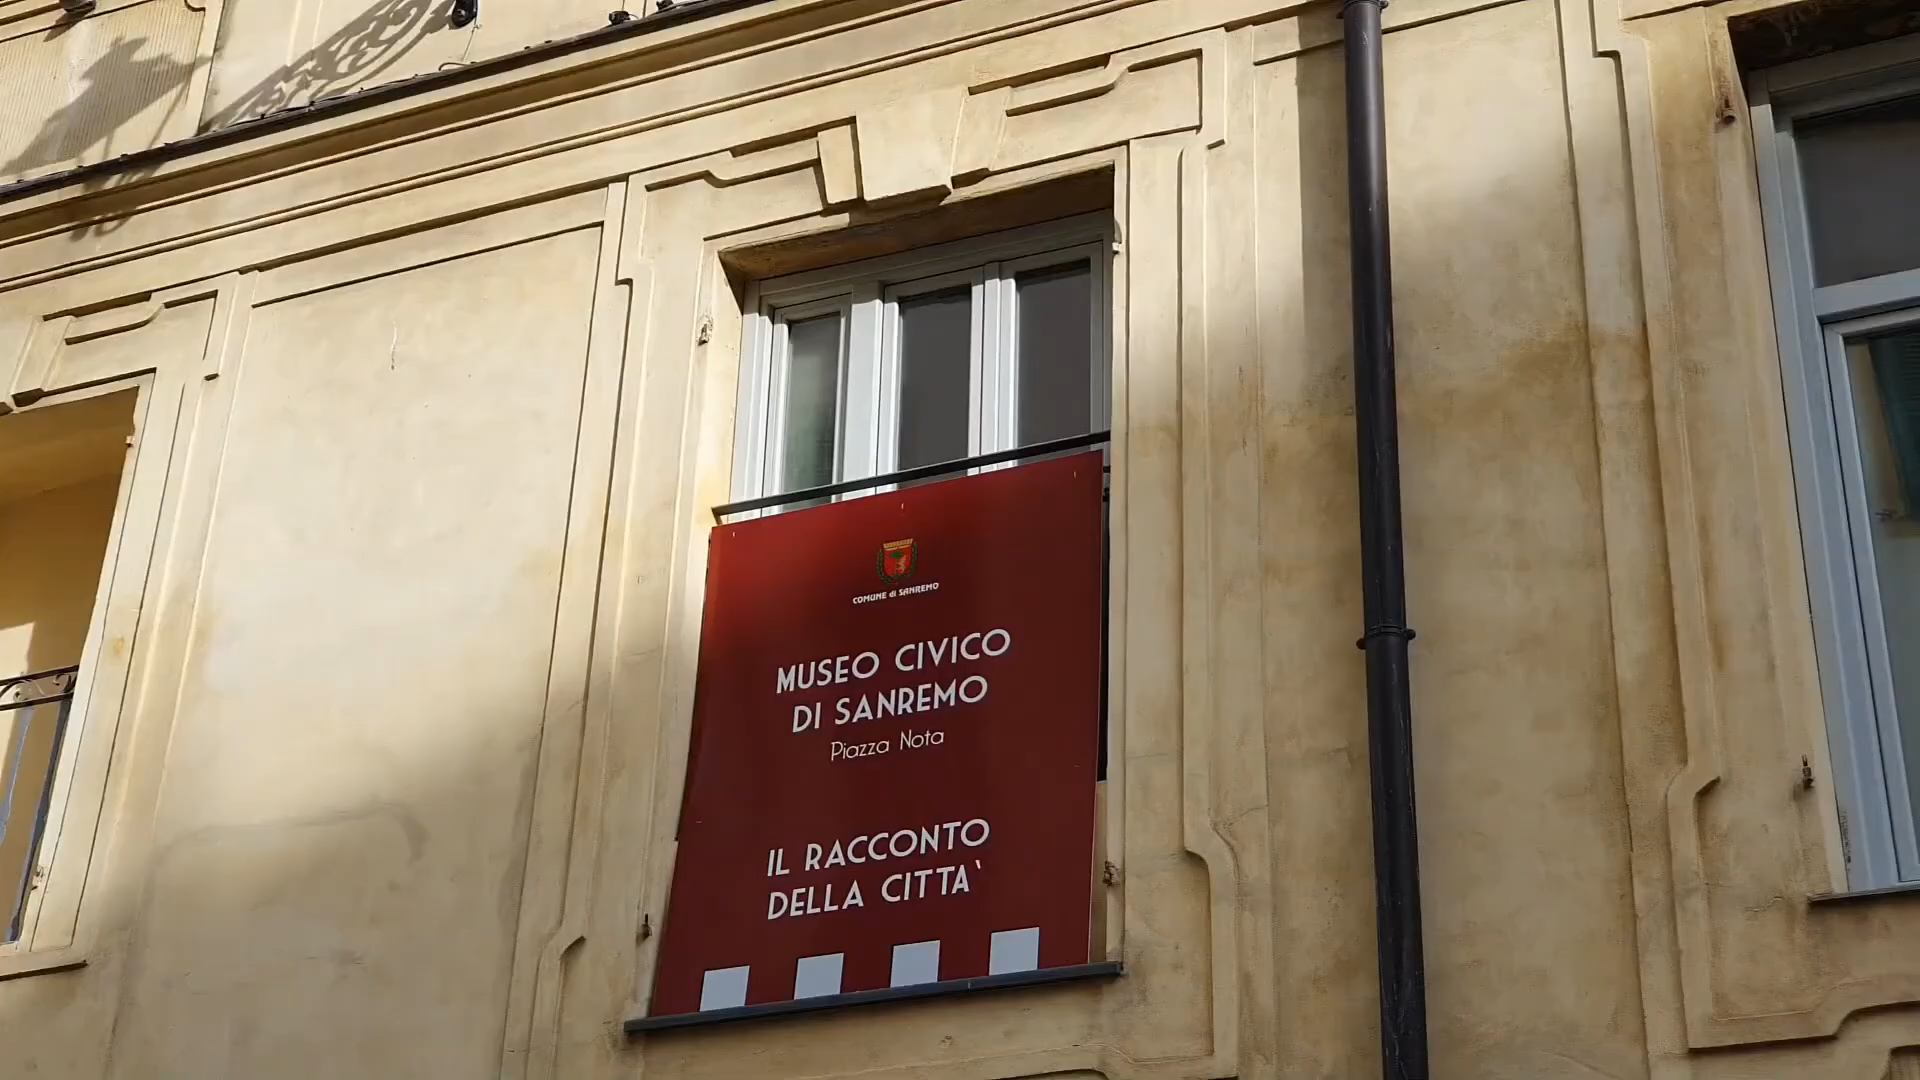 COMUNE di SANREMO
MUSEO CIVICO
DI SANREMO
Piazza Nota
IL RACCONTO
DELLA CITTA`